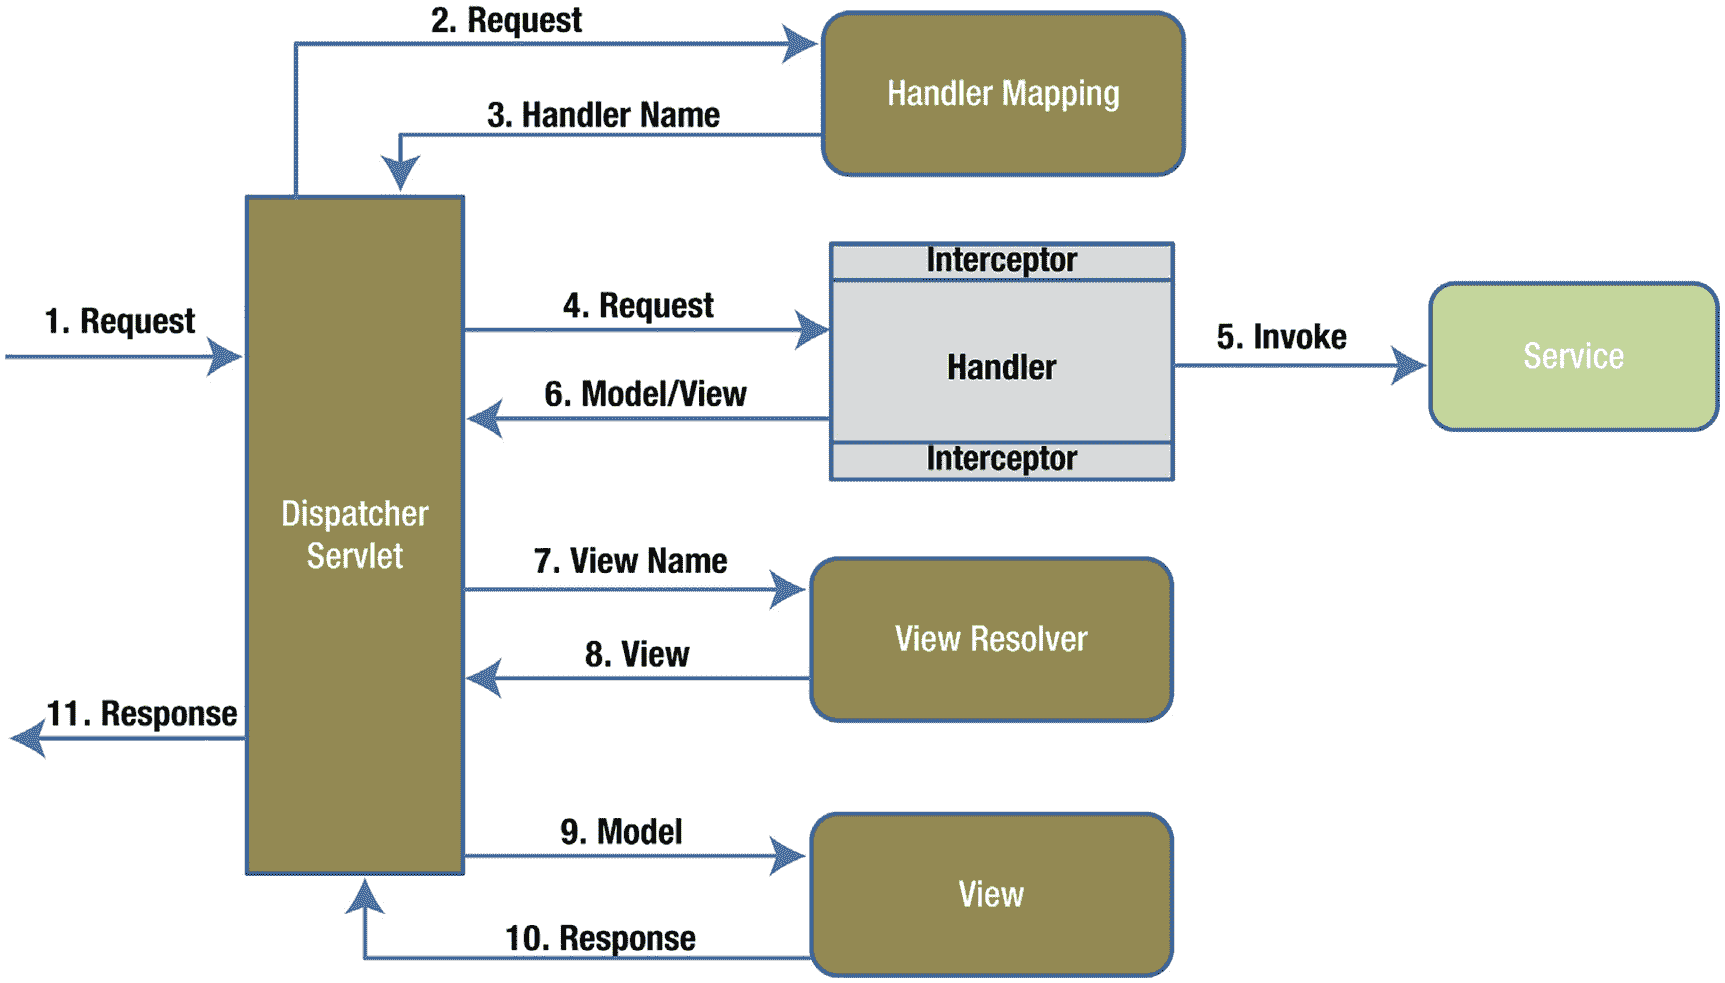 2. Request
Handler Mapping
3. Handler Name
Interceptor
1. Request
4. Request
Handler
5. Invoke
Service
6. Model/View
Interceptor
Dispatcher
Servlet
7. View Name
View Resolver
8. View
11. Response
9. Model
View
10. Response